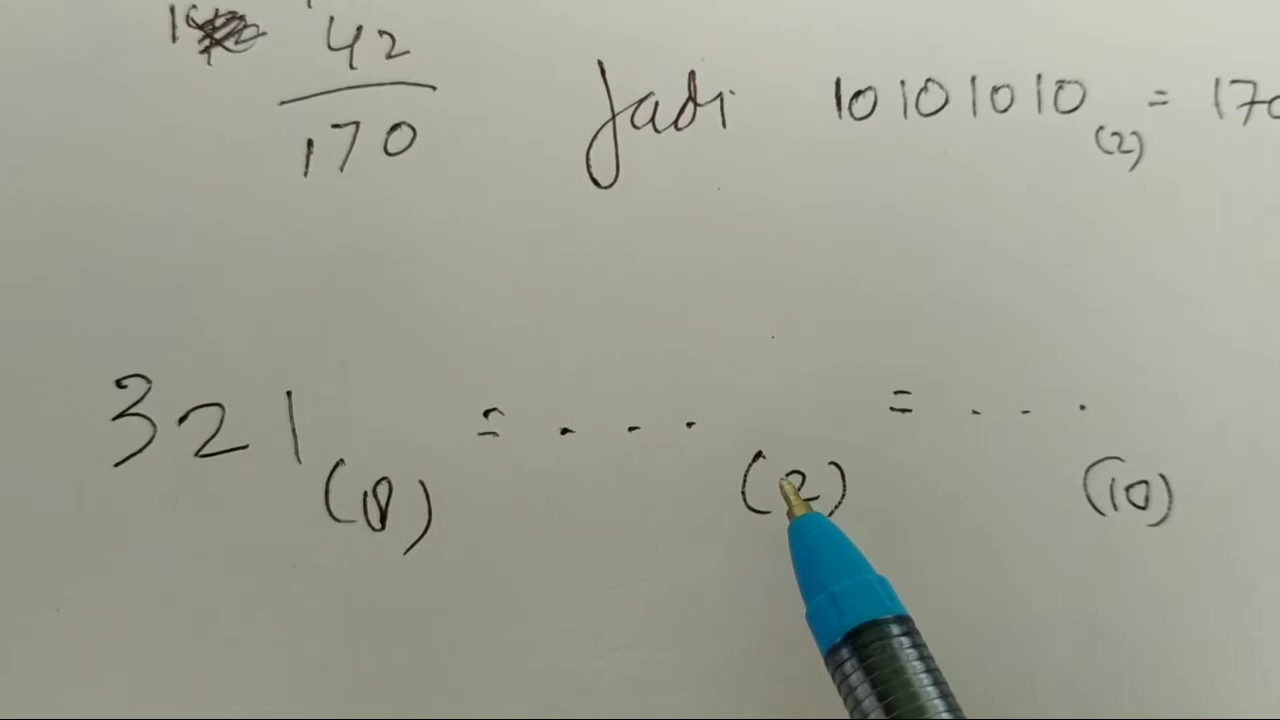 42
170
Jadi 10101010 (2) = 170
321 (8) = . . . (2) = . . . (10)